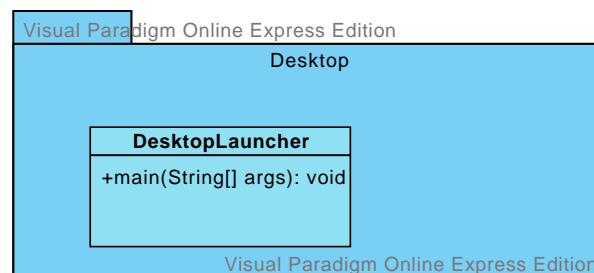 Visual Paradigm Online Express Edition
Desktop
DesktopLauncher
+main(String[] args): void
Visual Paradigm Online Express Edition